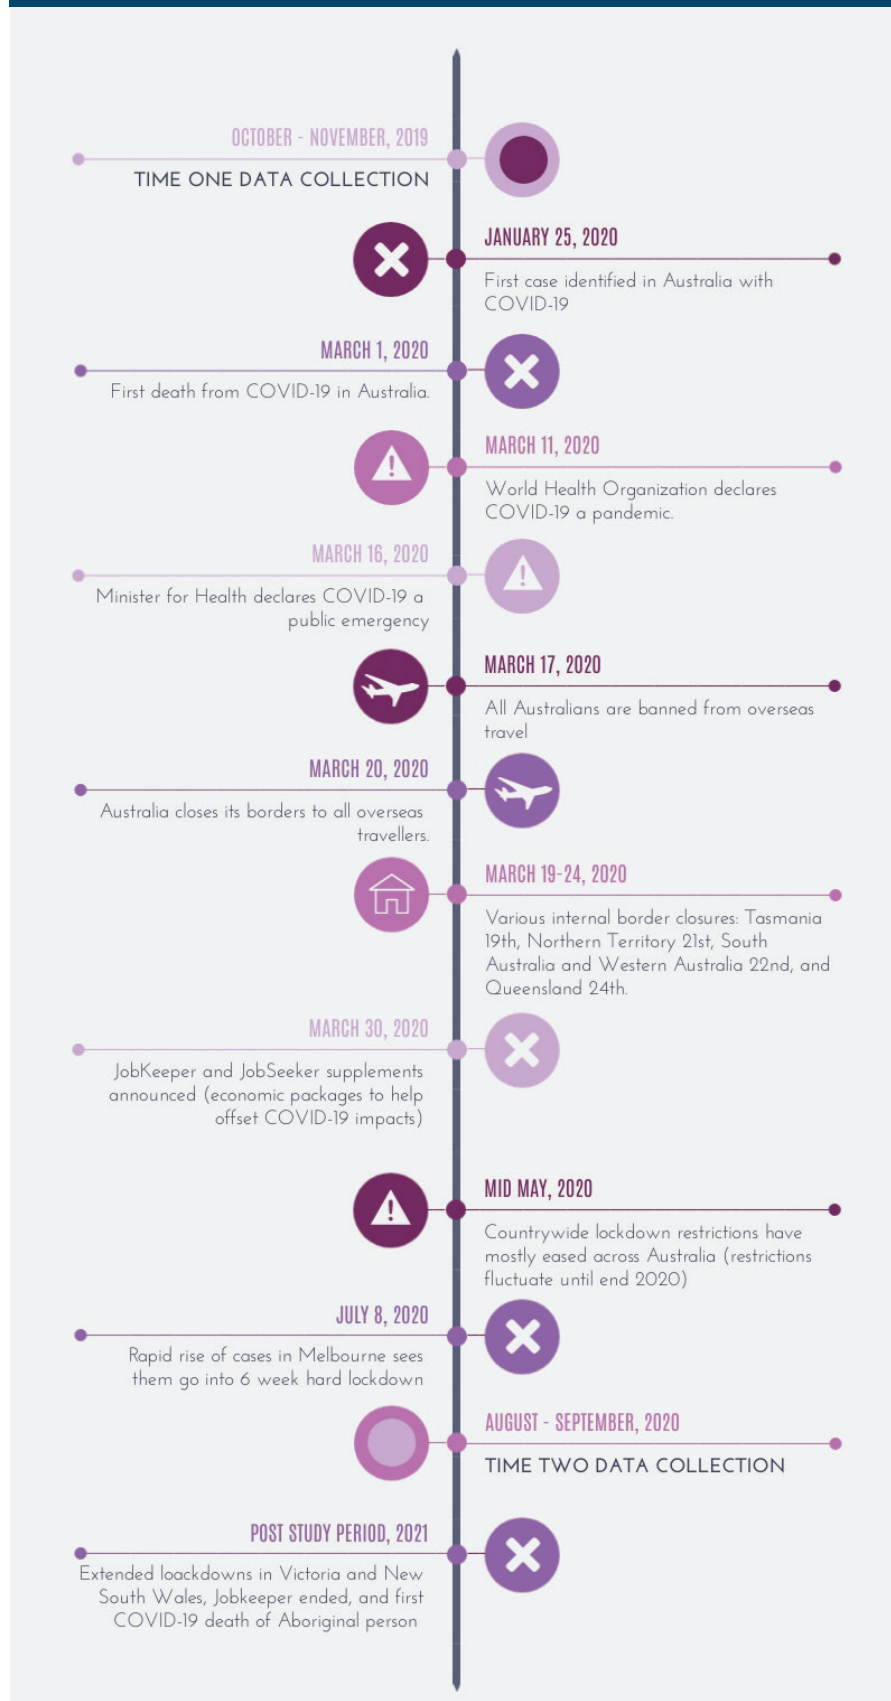 OCTOBER - NOVEMBER, 2019
TIME ONE DATA COLLECTION
JANUARY 25, 2020
First case identified in Australia with
COVID-19
MARCH 1, 2020
First death from COVID-19 in Australia.
MARCH 11, 2020
World Health Organization declares
COVID-19 a pandemic.
MARCH 16, 2020
Minister for Health declares COVID-19 a
public emergency
MARCH 17, 2020
All Australians are banned from overseas
travel
MARCH 20, 2020
Australia closes its borders to all overseas
travellers.
MARCH 19-24, 2020
Various internal border closures: Tasmania
19th, Northern Territory 21st, South
Australia and Western Australia 22nd, and
Queensland 24th.
MARCH 30, 2020
JobKeeper and JobSeeker supplements
announced (economic packages to help
offset COVID-19 impacts)
MID MAY, 2020
Countrywide lockdown restrictions have
mostly eased across Australia (restrictions
fluctuate until end 2020)
JULY 8, 2020
Rapid rise of cases in Melbourne sees
them go into 6 week hard lockdown
AUGUST - SEPTEMBER, 2020
TIME TWO DATA COLLECTION
POST STUDY PERIOD, 2021
Extended loackdowns in Victoria and New
South Wales, Jobkeeper ended, and first
COVID-19 death of Aboriginal person